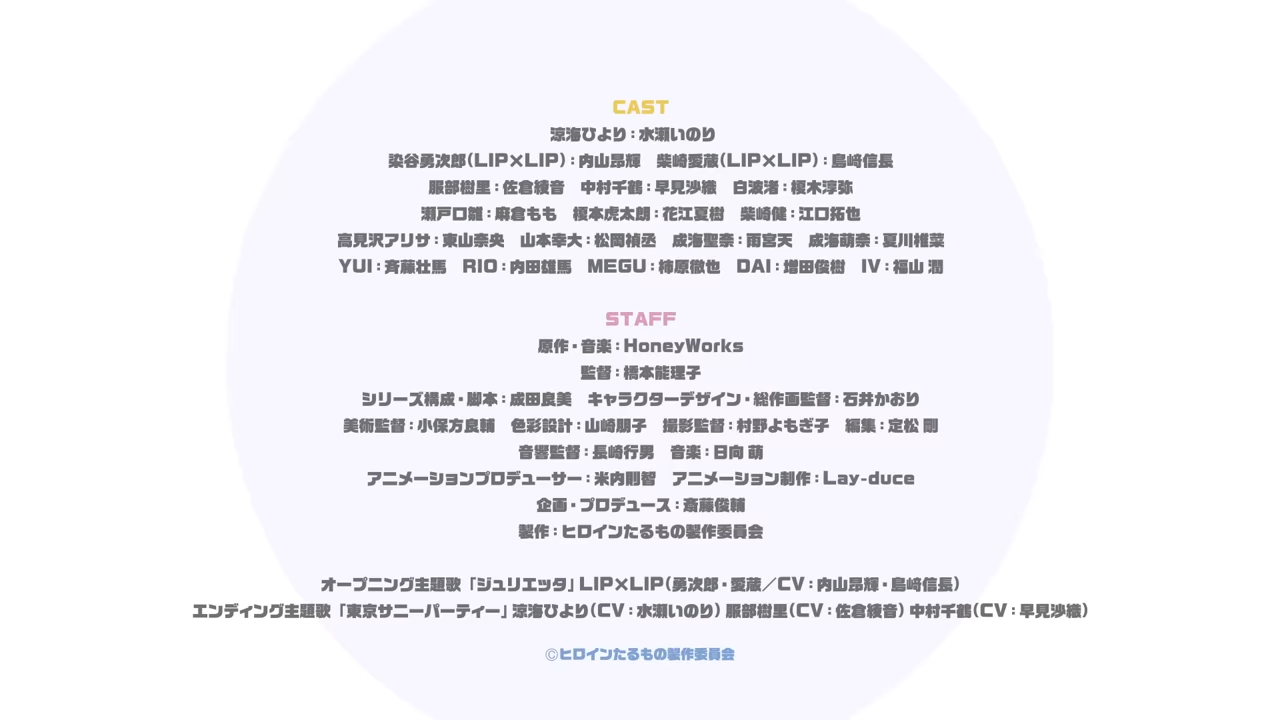 CAST
涼海ひより：水瀬いのり
染谷勇次郎(LIP×LIP)：内山昂輝　柴崎愛蔵(LIP×LIP)：島﨑信長
服部樹里：佐倉綾音　中村千鶴：早見沙織　白波渚：榎木淳弥
瀬戸口雛：麻倉もも　榎本虎太朗：花江夏樹　柴崎健：江口拓也
高見沢アリサ：東山奈央　山本幸大：松岡禎丞　成海聖奈：雨宮天　成海萌奈：夏川椎菜
YUI：斉藤壮馬　RIO：内田雄馬　MEGU：柿原徹也　DAI：増田俊樹　IV：福山 潤
STAFF
原作・音楽：HoneyWorks
監督：橋本能理子
シリーズ構成・脚本：成田良美　キャラクターデザイン・総作画監督：石井かおり
美術監督：小保方良輔　色彩設計：山崎朋子　撮影監督：村野よもぎ子　編集：定松 剛
音響監督：長崎行男　音楽：日向 萌
アニメーションプロデューサー：米内則智　アニメーション制作：Lay-duce
企画・プロデュース：斎藤俊輔
製作：ヒロインたるもの製作委員会
オープニング主題歌「ジュリエッタ」LIP×LIP(勇次郎・愛蔵／CV：内山昂輝・島﨑信長)
エンディング主題歌「東京サニーパーティー」涼海ひより(CV：水瀬いのり) 服部樹里(CV：佐倉綾音) 中村千鶴(CV：早見沙織)
©ヒロインたるもの製作委員会